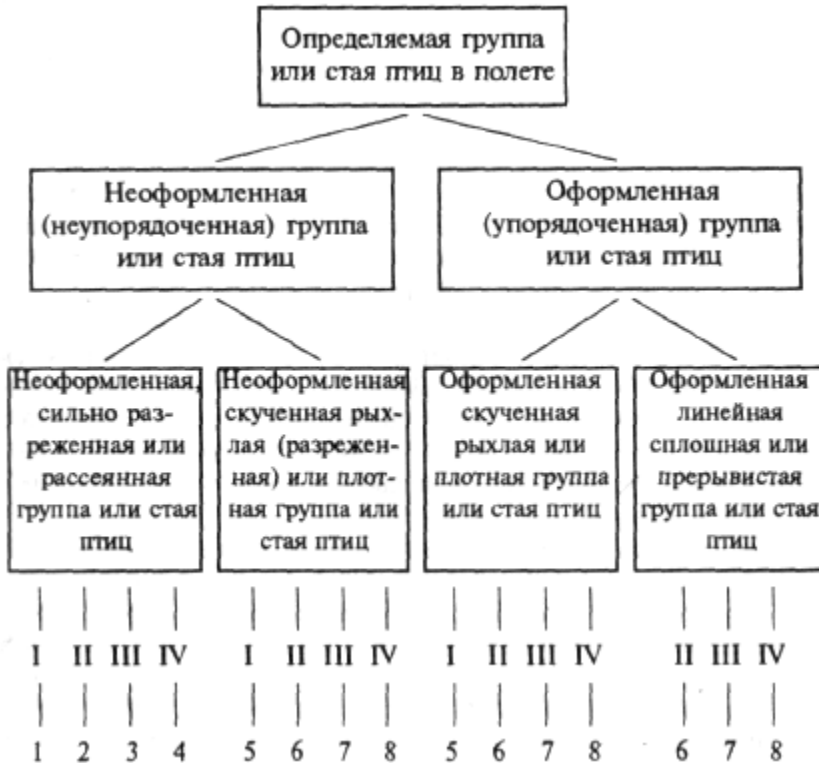 Определяемая группа
или стая птиц в полете
Неоформленная
(неупорядоченная) группа
или стая птиц
Оформленная
(упорядоченная) группа
или стая птиц
Неоформленная,
сильно раз-
реженная или
рассеянная
группа или стая
птиц
Неоформленная
скученная рых-
лая (разрежен-
ная) или плот-
ная группа или
стая птиц
Оформленная
скученная
рыхлая или
плотная группа
или стая птиц
Оформленная
линейная
сплошная или
прерывистая
группа или стая
птиц
I II III IV I II III IV I II III IV II III IV
1 2 3 4 5 6 7 8 5 6 7 8 6 7 8